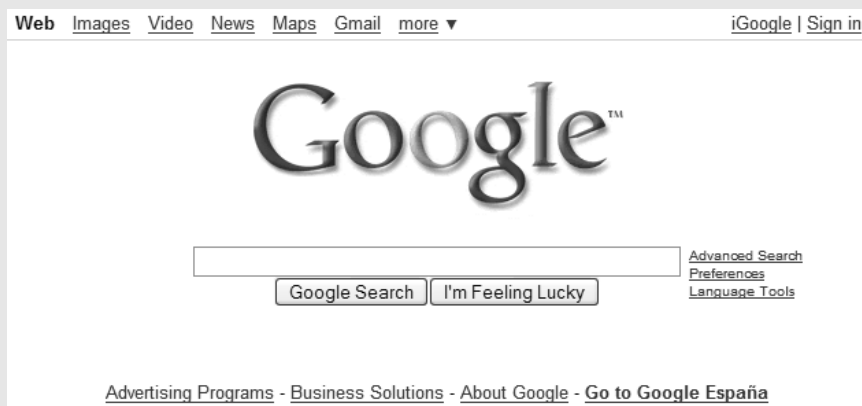 Web Images Video News Maps Gmail more ▼ iGoogle | Sign in
Google™
Advanced Search
Preferences
Google Search I'm Feeling Lucky Language Tools
Advertising Programs - Business Solutions - About Google - Go to Google España